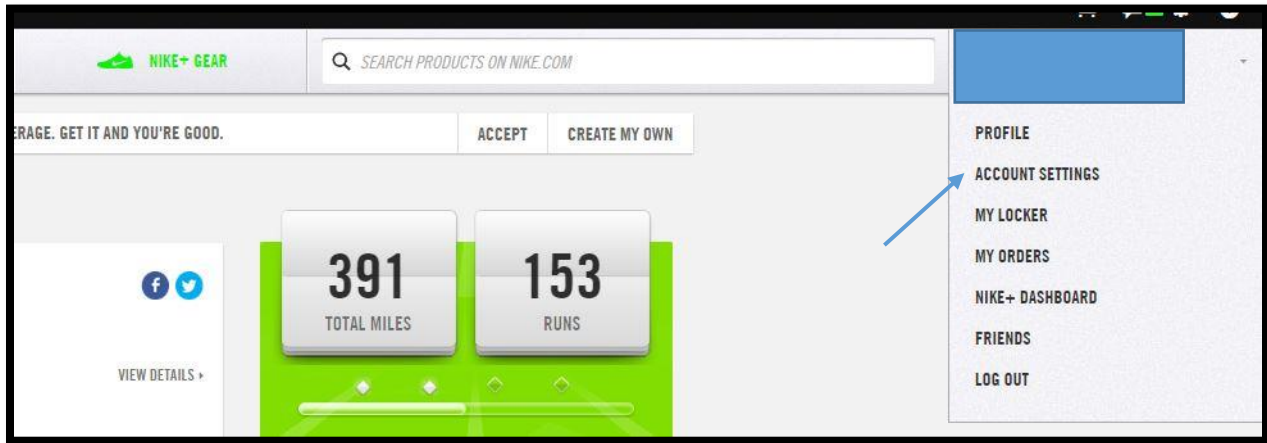 NIKE+ GEAR
SEARCH PRODUCTS ON NIKE.COM
GET IT AND YOU'RE GOOD.
ACCEPT
CREATE MY OWN
PROFILE
ACCOUNT SETTINGS
MY LOCKER
MY ORDERS
NIKE+ DASHBOARD
FRIENDS
LOG OUT
391
TOTAL MILES
153
RUNS
f
VIEW DETAILS